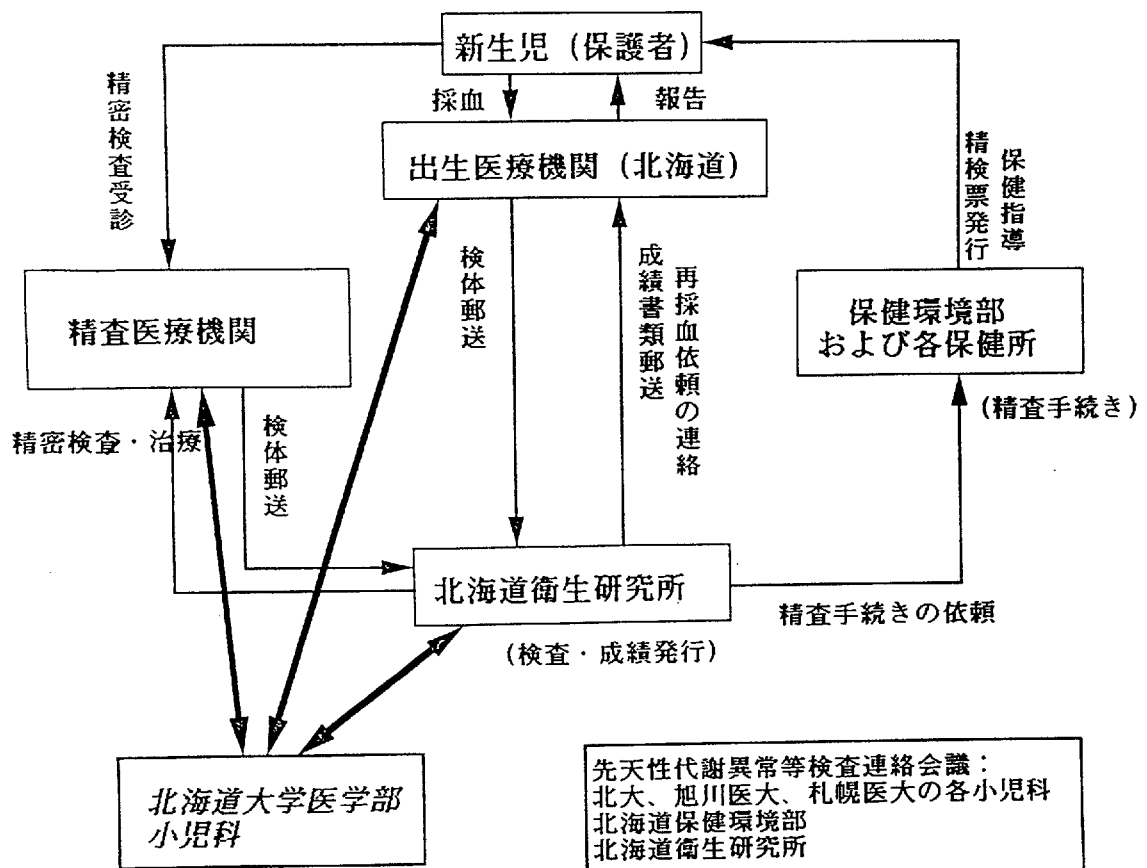 新生児（保護者）
採血
報告
精密検査受診
出生医療機関（北海道）
保健指導
精検票発行
検体郵送
再採血依頼の連絡
成績書類郵送
精査医療機関
保健環境部
および各保健所
(精査手続き)
精密検査・治療
検体郵送
北海道衛生研究所
精査手続きの依頼
(検査・成績発行)
北海道大学医学部
小児科
先天性代謝異常等検査連絡会議：
北大、旭川医大、札幌医大の各小児科
北海道保健環境部
北海道衛生研究所